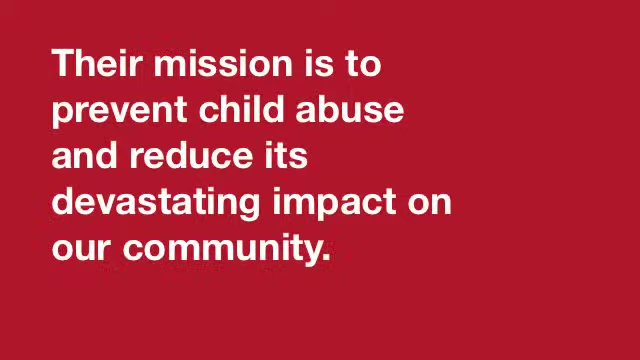 Their mission is to
prevent child abuse
and reduce its
devastating impact on
our community.